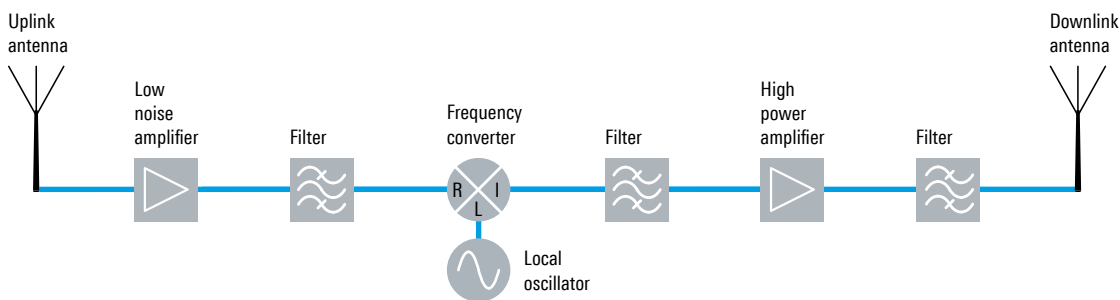 Uplink
antenna
Low
noise
amplifier
Filter
Frequency
converter
Filter
High
power
amplifier
Filter
Downlink
antenna
R
I
L
Local
oscillator